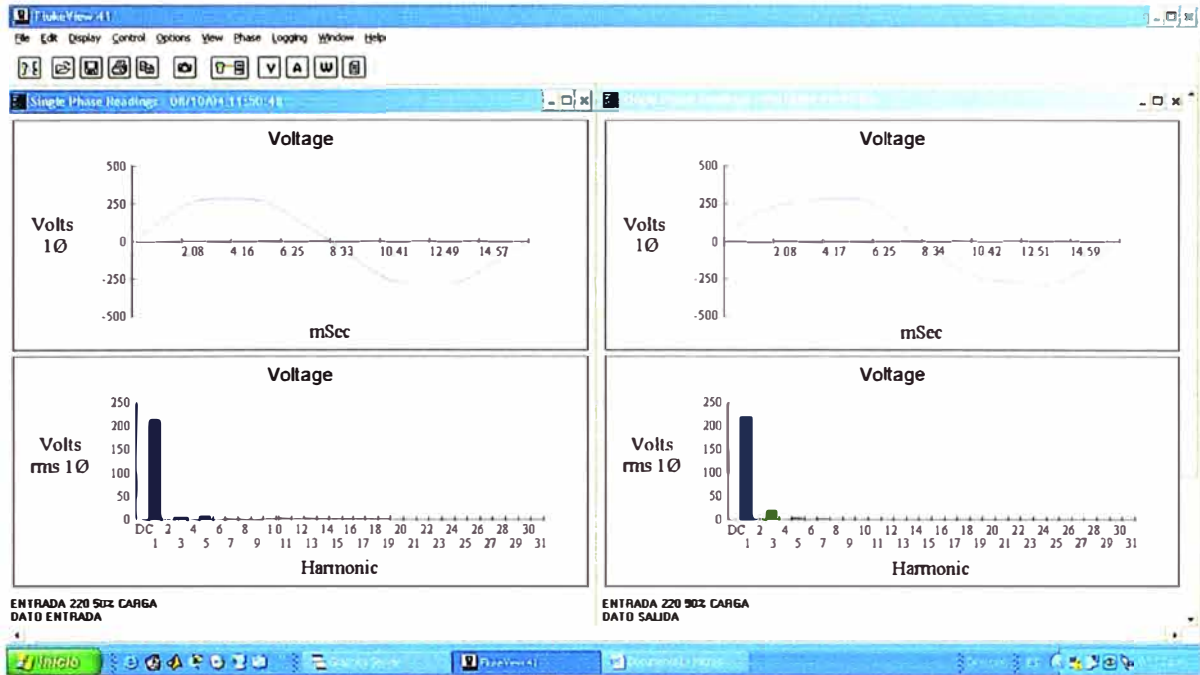 FlukeView 41
File Edit Display Control Options View Phase Logging Window Help
V A W
Single Phase Readings - 08/10/04 11:50:48
Voltage
500
250
0
-250
-500
Volts
1Ø
2.08 4 16 6 25 8 33 10 41 12 49 14 57
mSec
Voltage
250
200
150
100
50
0
Volts
rms 1Ø
DC 2 4 6 8 10 12 14 16 18 20 22 24 26 28 30
1 3 5 7 9 11 13 15 17 19 21 23 25 27 29 31
Harmonic
ENTRADA 220 50% CARGA
DATO ENTRADA
Voltage
500
250
0
-250
-500
Volts
1Ø
2 08 4 17 6 25 8 34 10 42 12 51 14 59
mSec
Voltage
250
200
150
100
50
0
Volts
rms 1Ø
DC 2 4 6 8 10 12 14 16 18 20 22 24 26 28 30
1 3 5 7 9 11 13 15 17 19 21 23 25 27 29 31
Harmonic
ENTRADA 220 50% CARGA
DATO SALIDA
Inicio
FlukeView 41